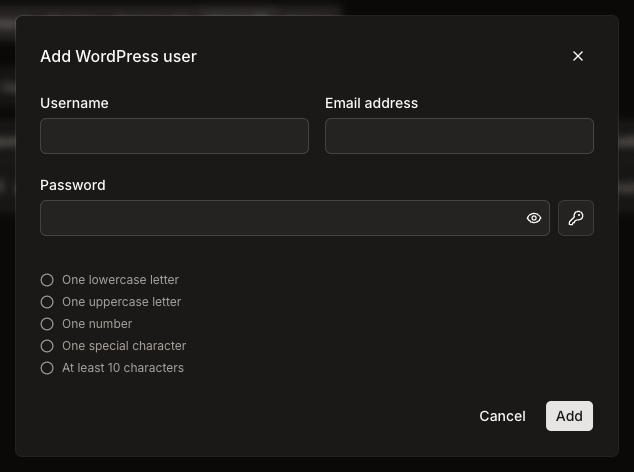 Add WordPress user
Username
Email address
Password
One lowercase letter
One uppercase letter
One number
One special character
At least 10 characters
Cancel
Add